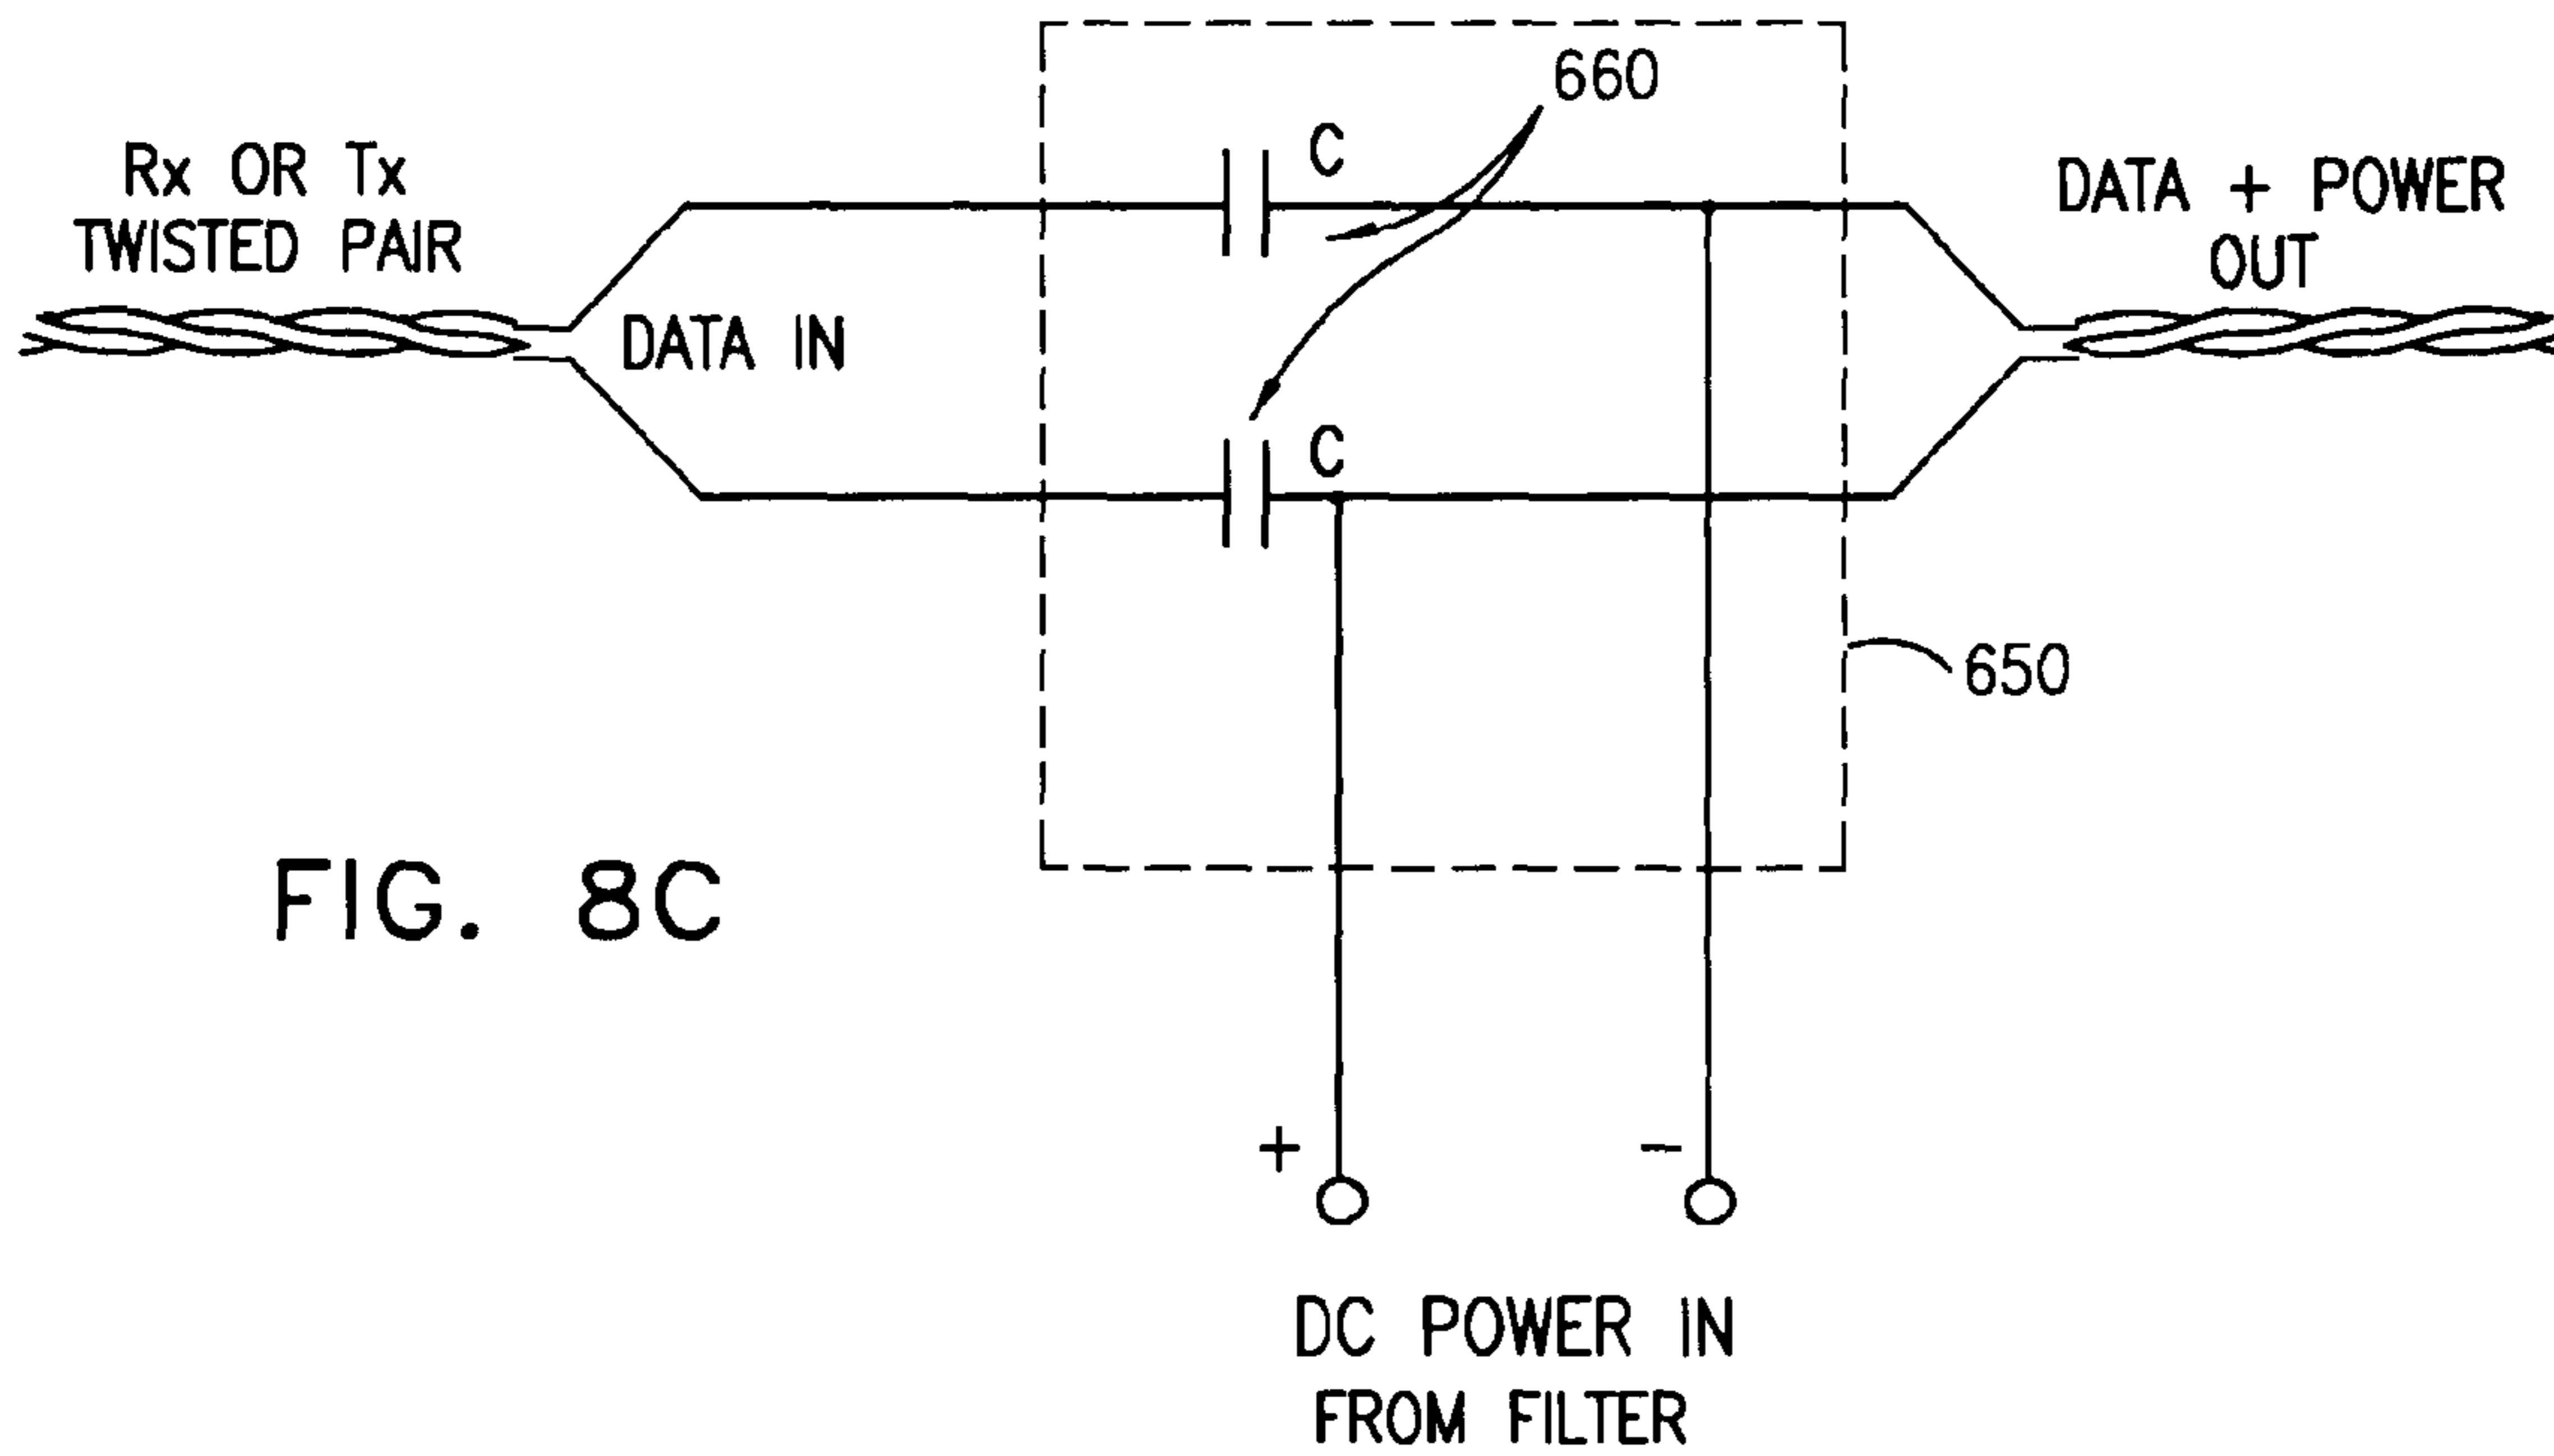 660
C
Rx OR Tx
TWISTED PAIR
DATA + POWER
OUT
DATA IN
C
650
FIG. 8C
+
−
DC POWER IN
FROM FILTER